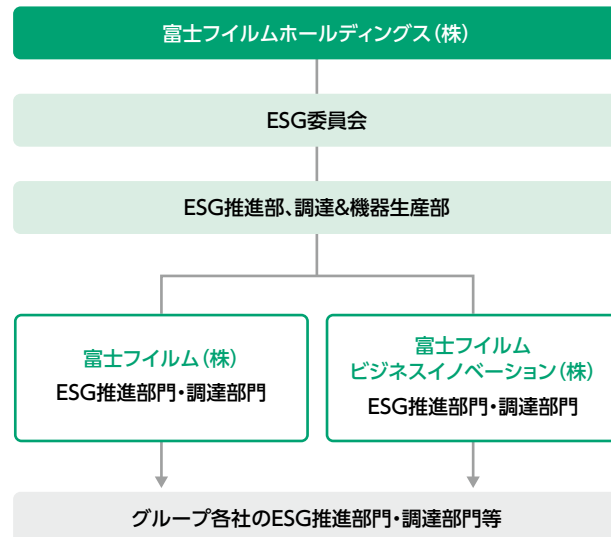 富士フイルムホールディングス（株）
ESG委員会
ESG推進部、調達&機器生産部
富士フイルム（株）
ESG推進部門・調達部門
富士フイルム
ビジネスイノベーション（株）
ESG推進部門・調達部門
グループ各社のESG推進部門・調達部門等